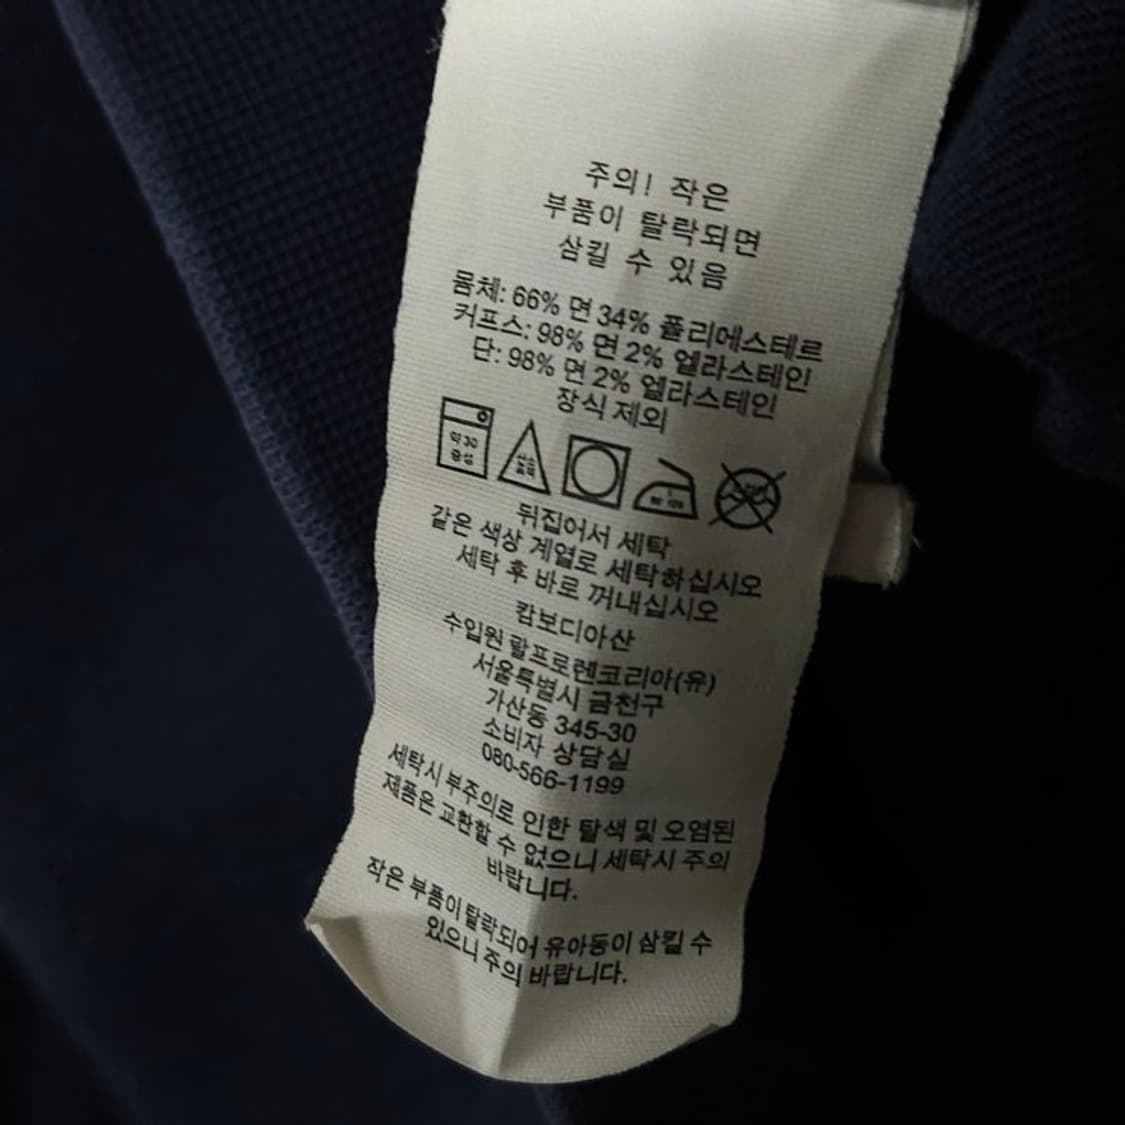 주의! 작은
부품이 탈락되면
삼킬 수 있음
몸체: 66% 면 34% 폴리에스테르
커프스: 98% 면 2% 엘라스테인
단: 98% 면 2% 엘라스테인
장식 제외
약 30
중성
뒤집어서 세탁
같은 색상 계열로 세탁하십시오
세탁 후 바로 꺼내십시오
캄보디아산
수입원 랄프로렌코리아(유)
서울특별시 금천구
가산동 345-30
소비자 상담실
080-566-1199
세탁시 부주의로 인한 탈색 및 오염된
제품은 교환할 수 없으니 세탁시 주의
바랍니다.
작은 부품이 탈락되어 유아동이 삼킬 수
있으니 주의 바랍니다.